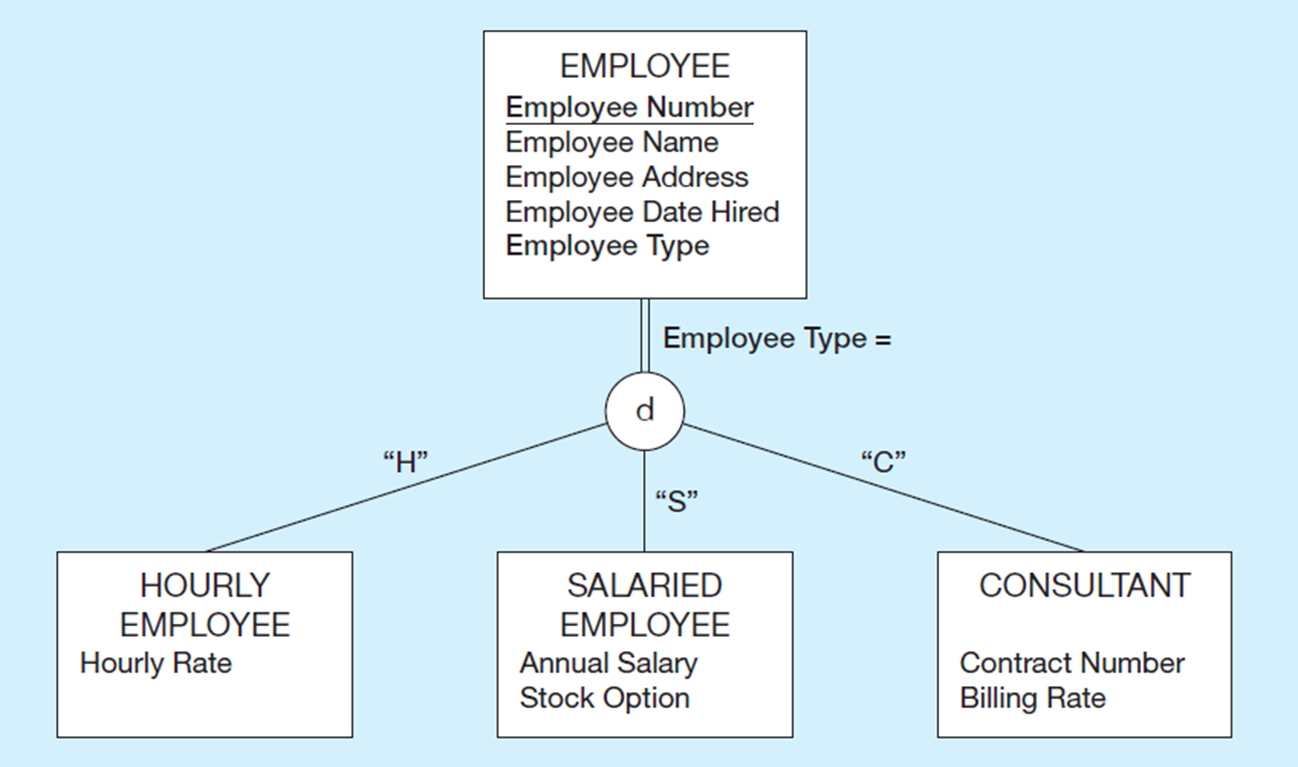 EMPLOYEE
Employee Number
Employee Name
Employee Address
Employee Date Hired
Employee Type
Employee Type =
d
“H”
“S”
“C”
HOURLY
EMPLOYEE
Hourly Rate
SALARIED
EMPLOYEE
Annual Salary
Stock Option
CONSULTANT
Contract Number
Billing Rate